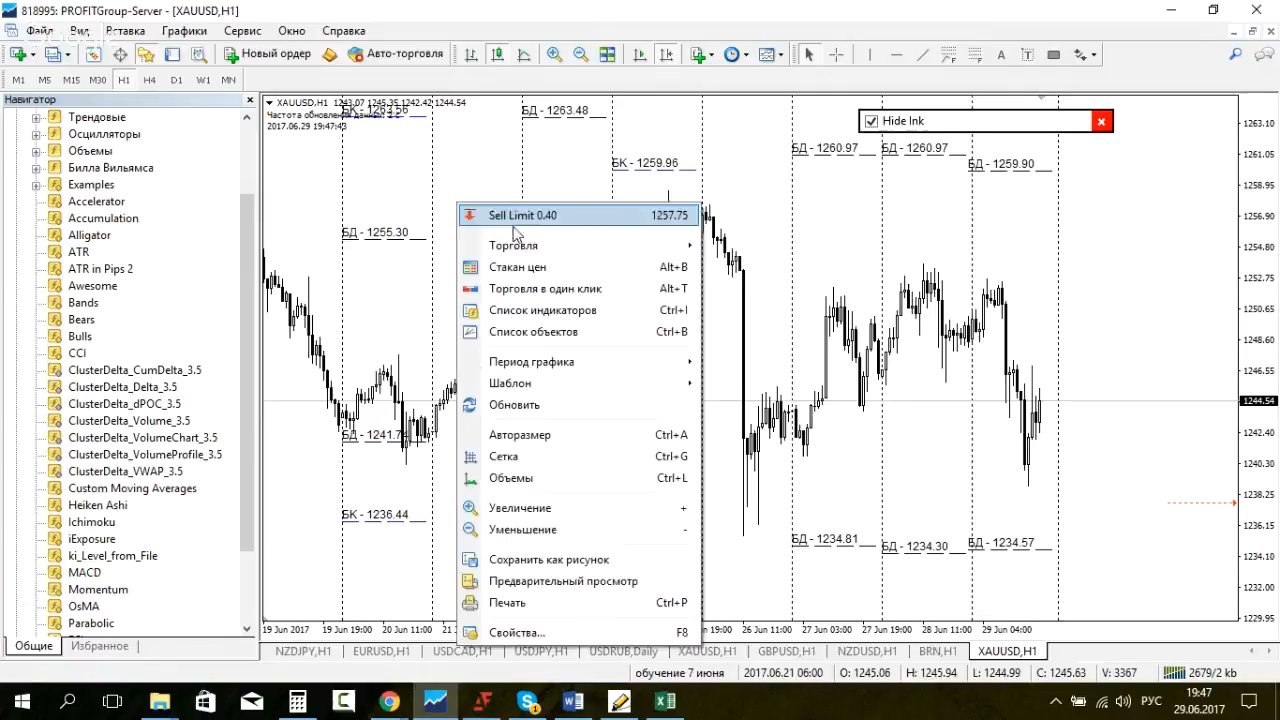 818995: PROFITGroup-Server - [XAUUSD,H1]
Файл Вид Вставка Графики Сервис Окно Справка
Новый ордер Авто-торговля
M1 M5 M15 M30 H1 H4 D1 W1 MN
Навигатор
Трендовые
Осцилляторы
Объемы
Билла Вильямса
Examples
Accelerator
Accumulation
Alligator
ATR
ATR in Pips 2
Awesome
Bands
Bears
Bulls
CCI
ClusterDelta_CumDelta_3.5
ClusterDelta_Delta_3.5
ClusterDelta_dPOC_3.5
ClusterDelta_Volume_3.5
ClusterDelta_VolumeChart_3.5
ClusterDelta_VolumeProfile_3.5
ClusterDelta_VWAP_3.5
Custom Moving Averages
Heiken Ashi
Ichimoku
iExposure
ki_Level_from_File
MACD
Momentum
OsMA
Parabolic
Общие Избранное
XAUUSD,H1 1243.07 1245.35 1242.42 1244.54
2017.06.29 19:47:43
БК - 1263.56
БД - 1263.48
БК - 1259.96
БД - 1260.97
БД - 1260.97
БД - 1259.90
БД - 1255.30
БК - 1236.44
БД - 1234.81
БД - 1234.30
БД - 1234.57
Hide Ink
Sell Limit 0.40 1257.75
Торговля
Стакан цен Alt+B
Торговля в один клик Alt+T
Список индикаторов Ctrl+I
Список объектов Ctrl+B
Период графика
Шаблон
Обновить
Авторазмер Ctrl+A
Сетка Ctrl+G
Объемы Ctrl+L
Увеличение +
Уменьшение -
Сохранить как рисунок
Предварительный просмотр
Печать Ctrl+P
Свойства... F8
1263.10
1261.05
1258.95
1256.90
1254.80
1252.75
1250.65
1248.60
1246.55
1244.54
1242.40
1240.30
1238.25
1236.15
1234.10
1232.00
1229.95
19 Jun 2017 19 Jun 19:00 20 Jun 11:00 26 Jun 11:00 27 Jun 03:00 27 Jun 19:00 28 Jun 11:00 29 Jun 04:00
NZDJPY,H1 EURUSD,H1 USDCAD,H1 USDJPY,H1 USDRUB,Daily XAUUSD,H1 GBPUSD,H1 NZDUSD,H1 BRN,H1 XAUUSD,H1
обучение 7 июня 2017.06.21 06:00 O: 1245.06 H: 1245.94 L: 1244.99 C: 1245.63 V: 3367 2679/2 kb
РУС
19:47
29.06.2017